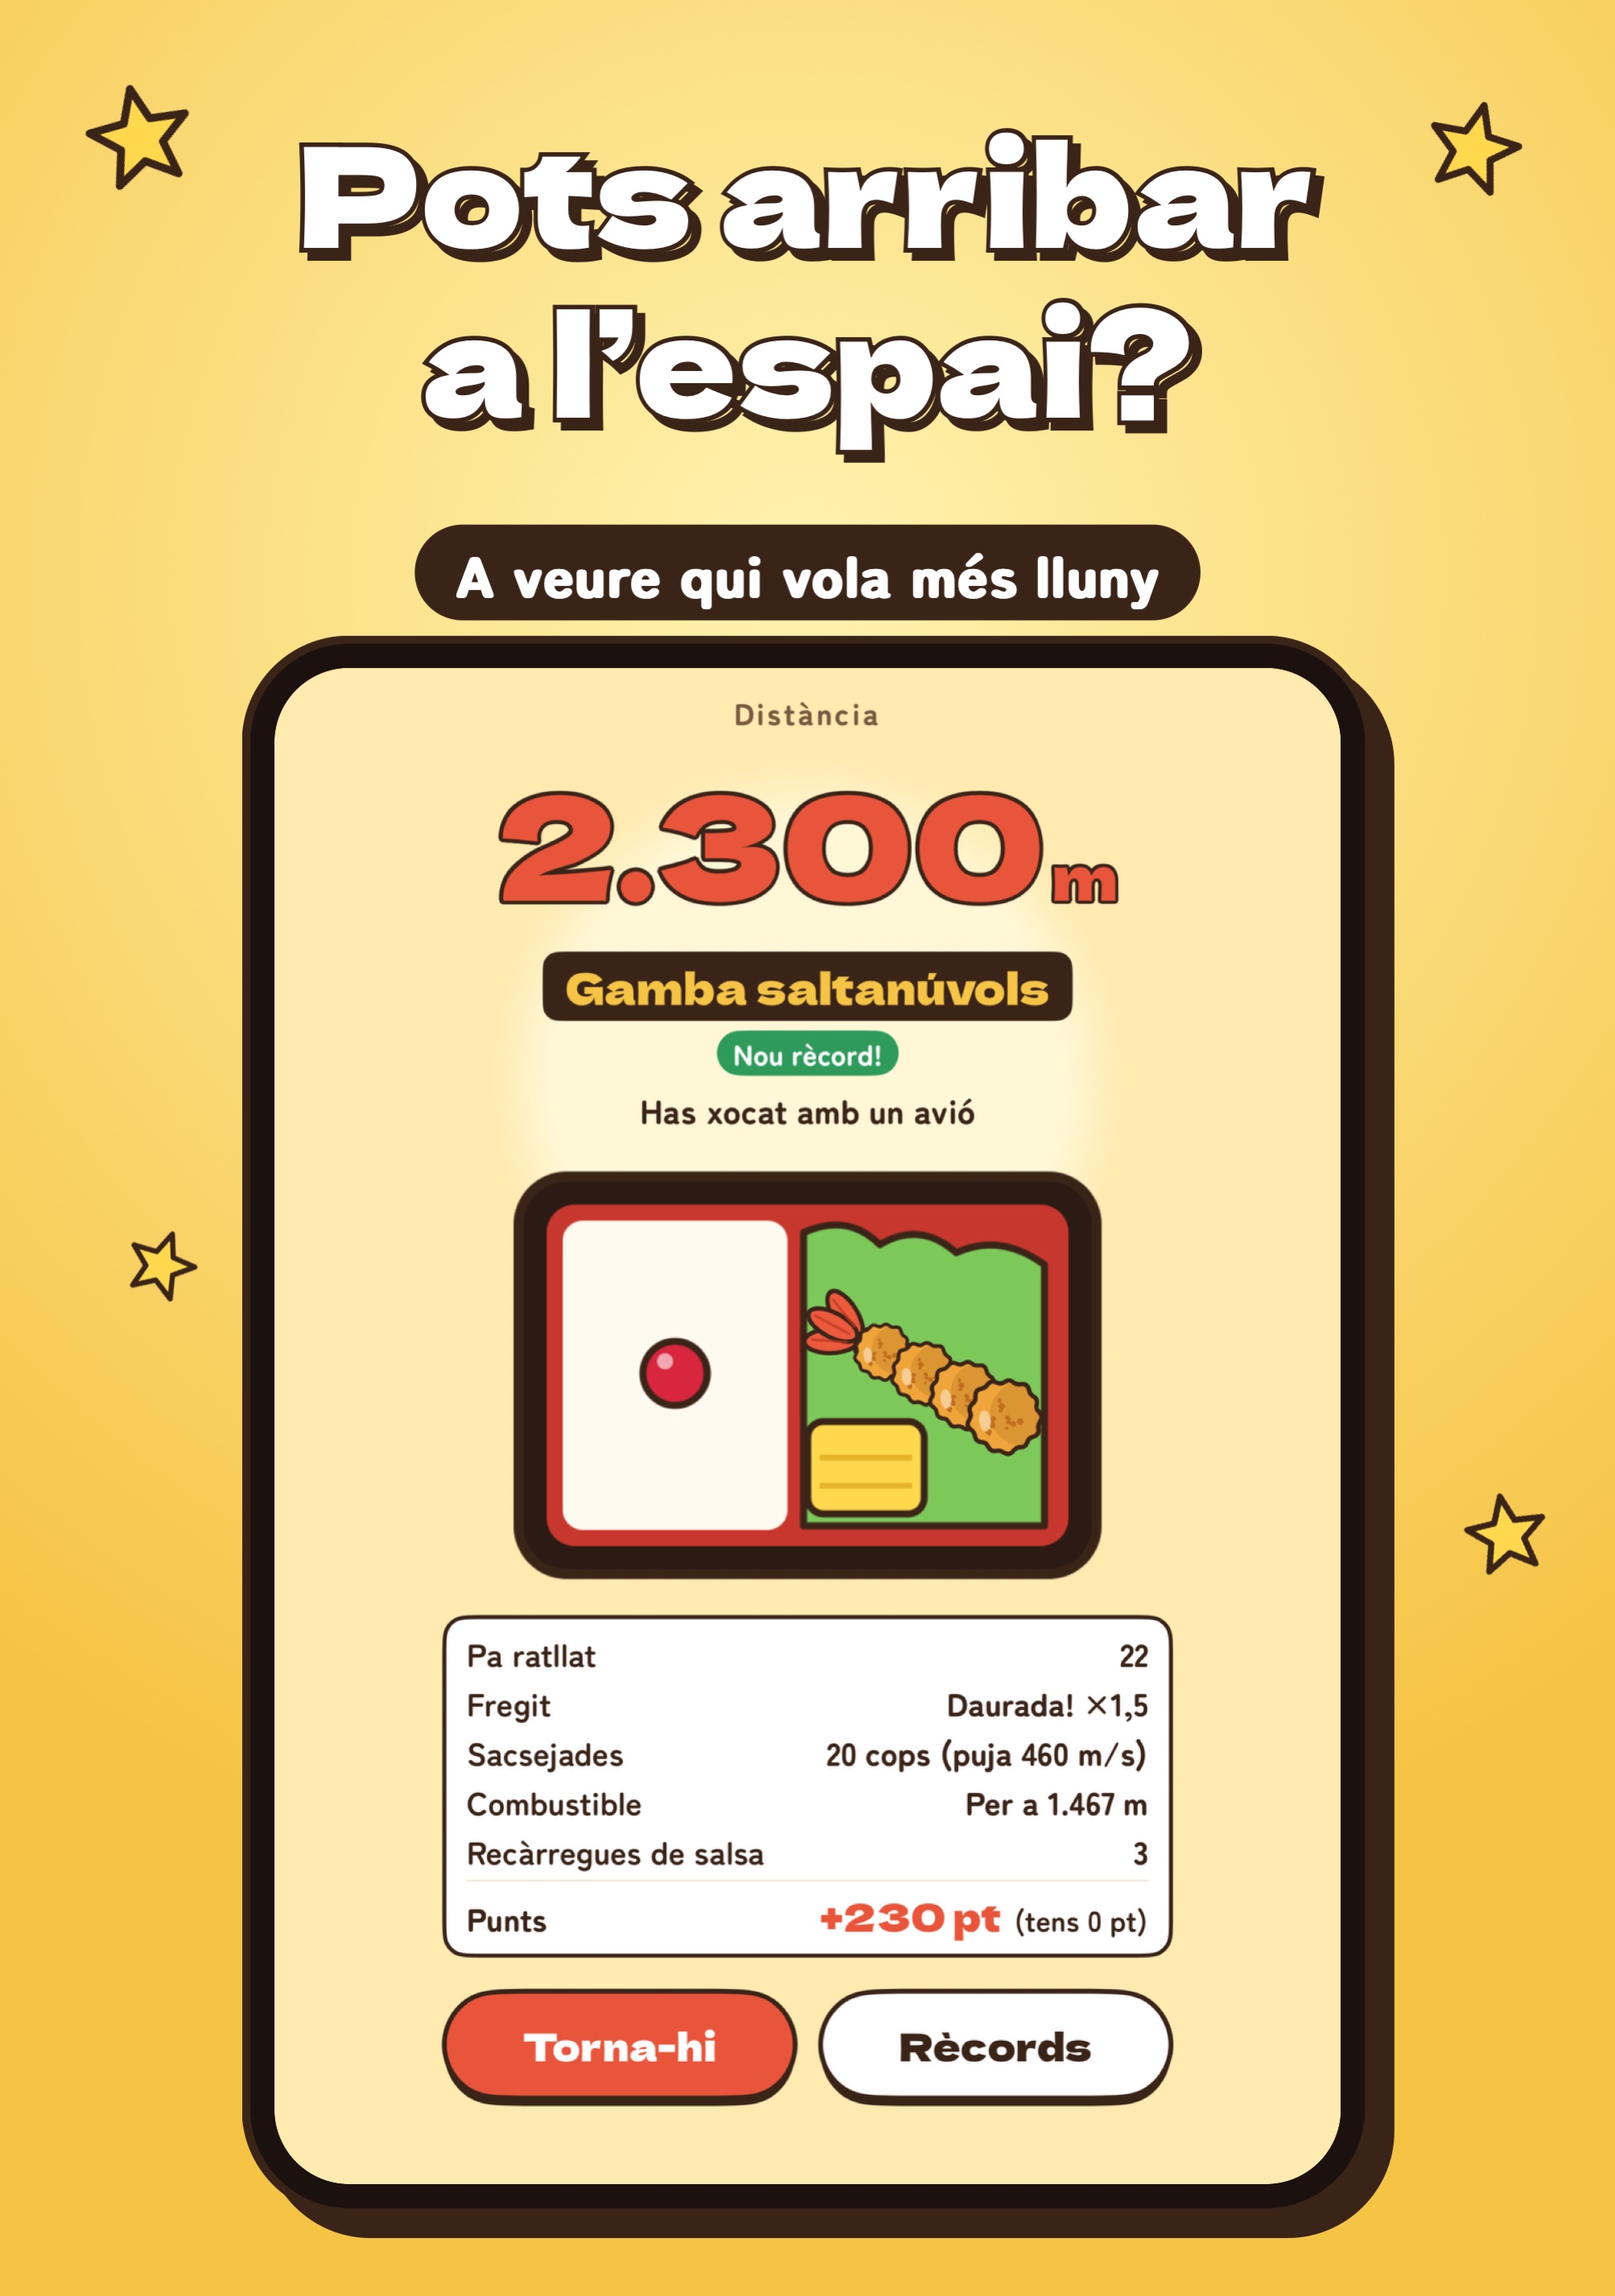 Pots arribar
a l’espai?
A veure qui vola més lluny
Distància
2.300 m
Gamba saltanúvols
Nou rècord!
Has xocat amb un avió
Pa ratllat 22
Fregit Daurada! ×1,5
Sacsejades 20 cops (puja 460 m/s)
Combustible Per a 1.467 m
Recàrregues de salsa 3
Punts +230 pt (tens 0 pt)
Torna-hi Rècords